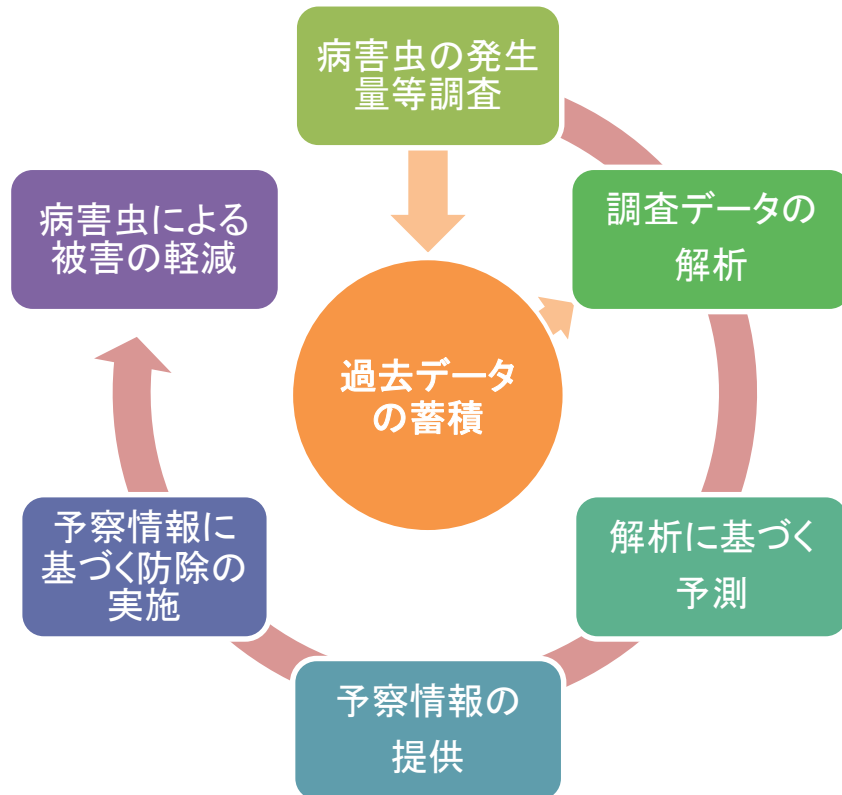 病害虫の発生
量等調査
調査データの
解析
解析に基づく
予測
予察情報の
提供
予察情報に
基づく防除の
実施
病害虫による
被害の軽減
過去データ
の蓄積